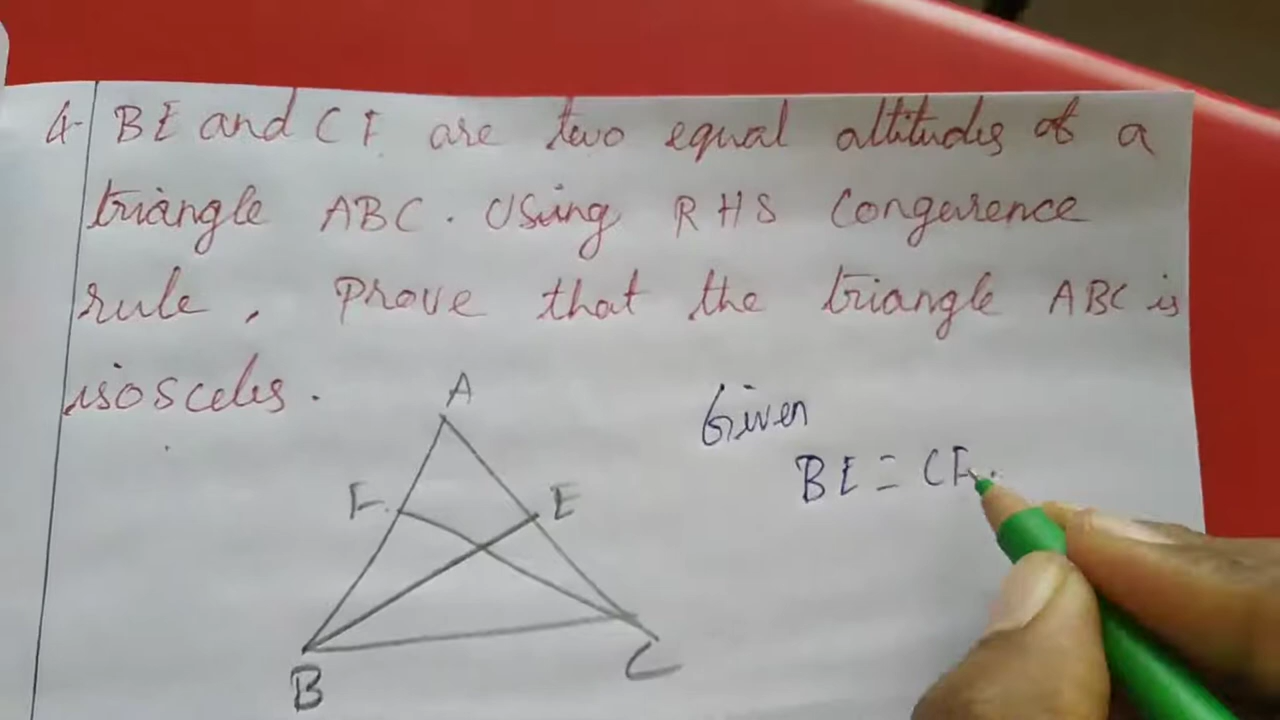 4. BE and CF are two equal altitudes of a
triangle ABC. Using RHS Congurence
rule, Prove that the triangle ABC is
isosceles.
A
Given
BE = CF.
F
E
B
C